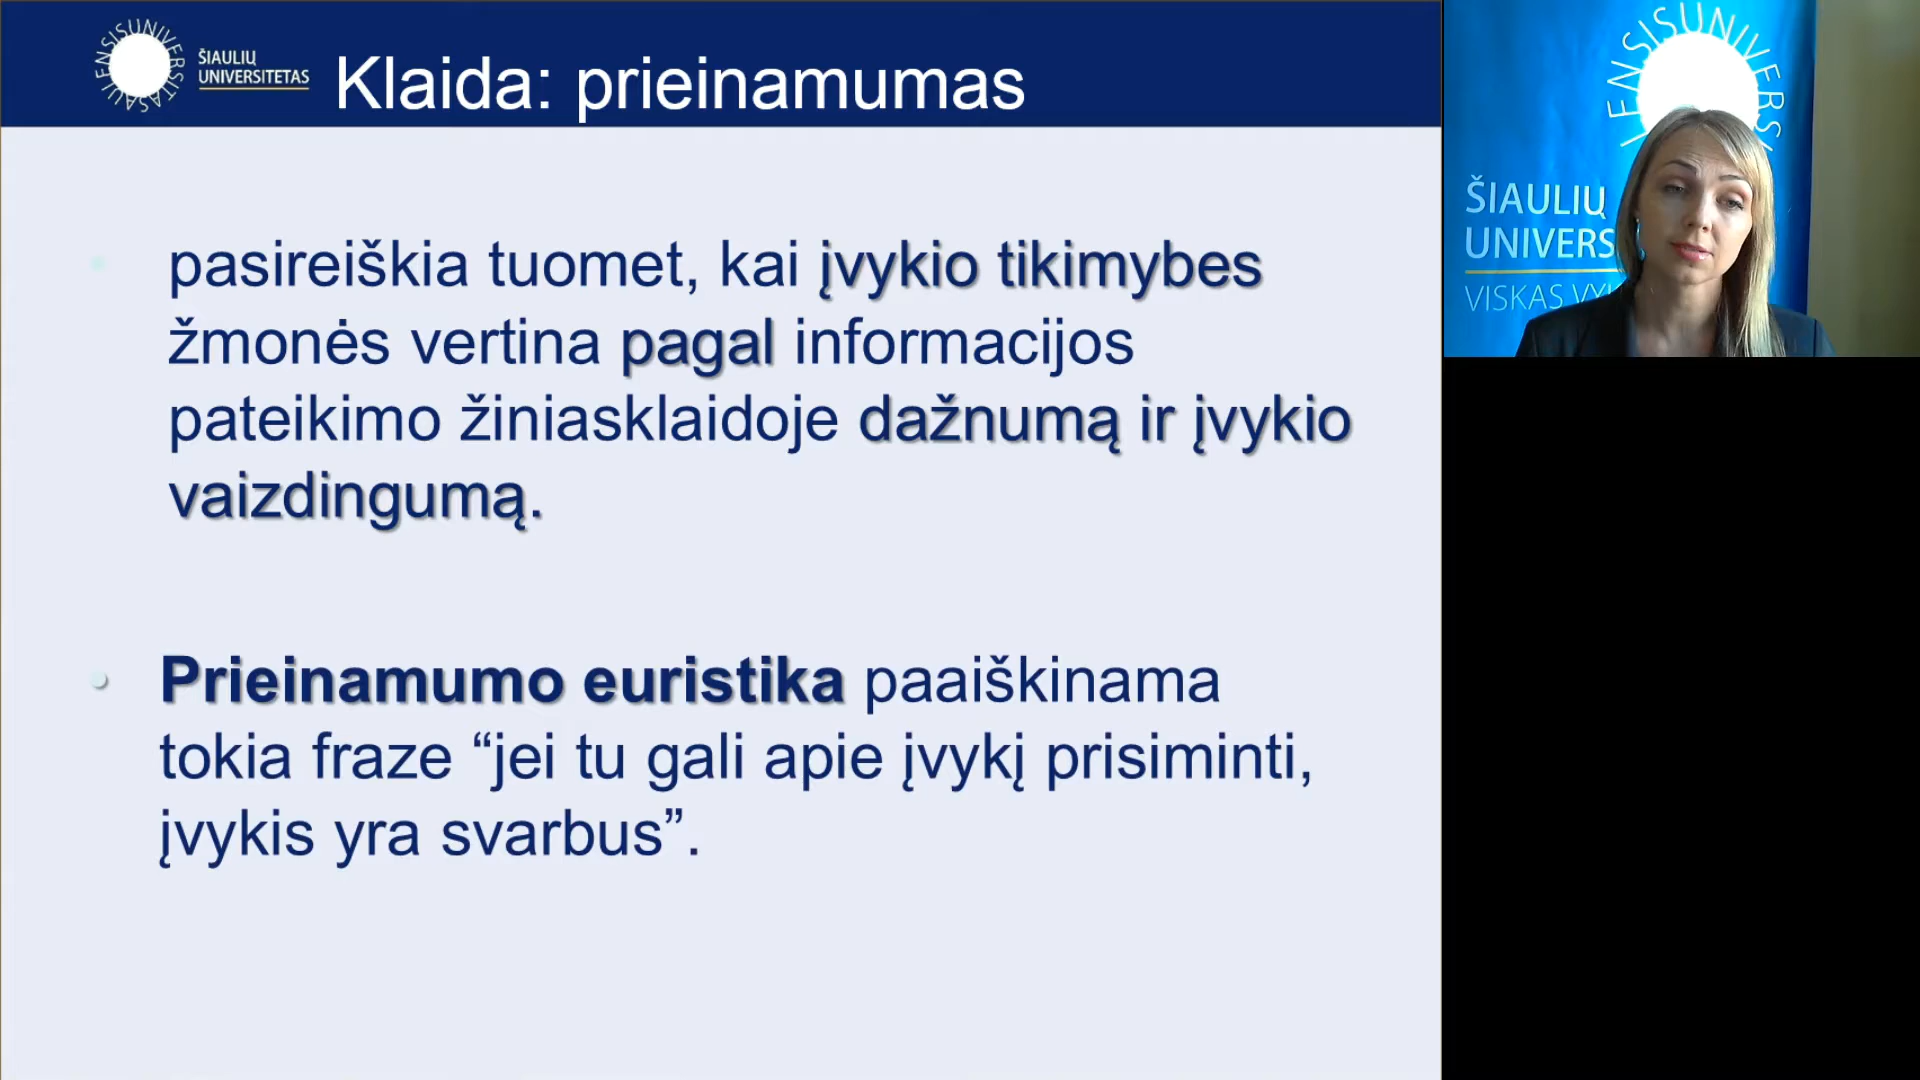 ŠIAULIŲ
UNIVERSITETAS
Klaida: prieinamumas
pasireiškia tuomet, kai įvykio tikimybes
žmonės vertina pagal informacijos
pateikimo žiniasklaidoje dažnumą ir įvykio
vaizdingumą.
Prieinamumo euristika paaiškinama
tokia fraze “jei tu gali apie įvykį prisiminti,
įvykis yra svarbus”.
ŠIAULIŲ
UNIVERS
VISKAS